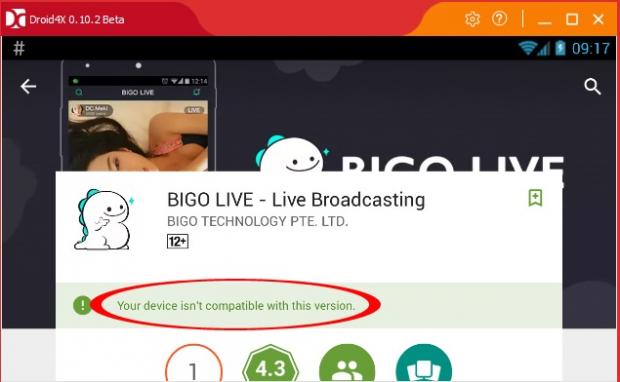 Droid4X 0.10.2 Beta
#
09:17
12:14
BIGO LIVE
DC.Meki
LIVE
BIGO LIVE
BIGO LIVE - Live Broadcasting
BIGO TECHNOLOGY PTE. LTD.
12+
Your device isn't compatible with this version.
1
4.3